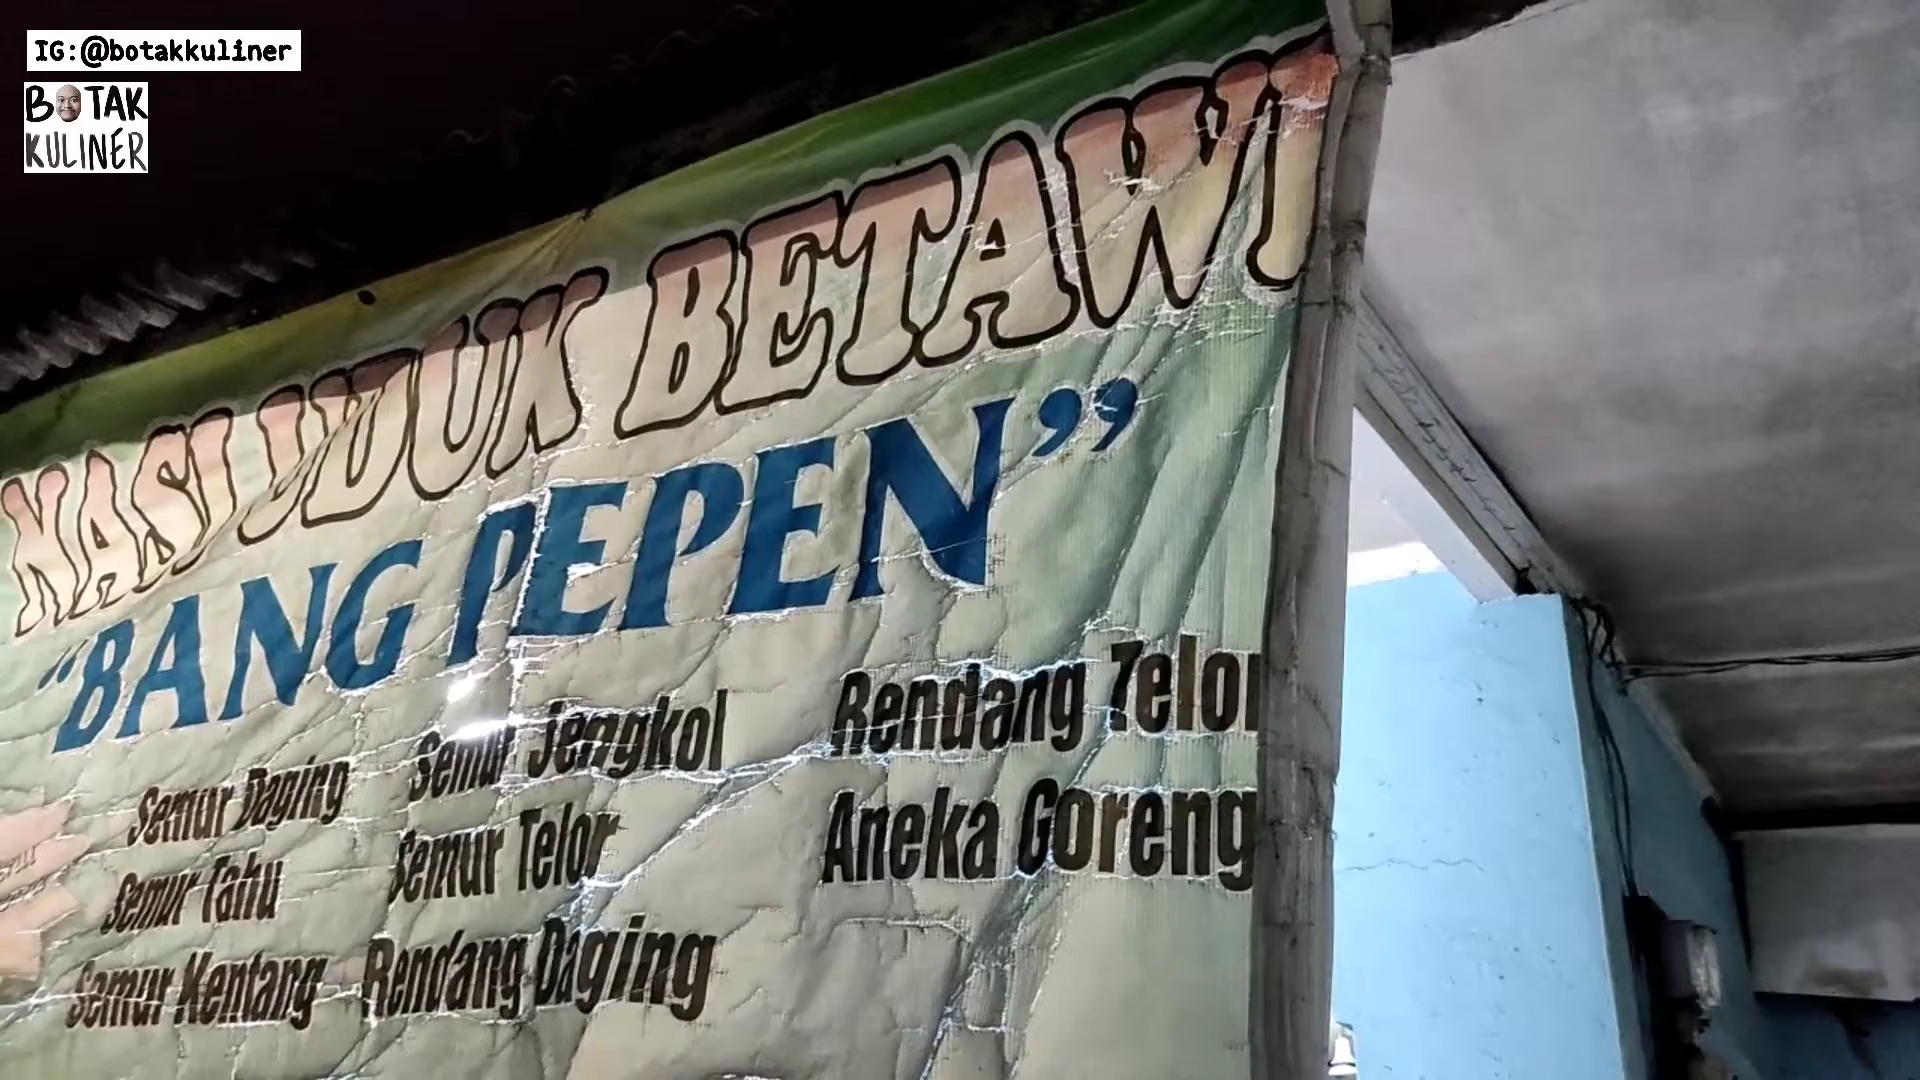 IG:@botakkuliner
BOTAK
KULINER
NASI UDUK BETAWI
"BANG PEPEN"
Semur Daging
Semur Tahu
Semur Kentang
Semur Jengkol
Semur Telor
Rendang Daging
Rendang Telor
Aneka Goreng